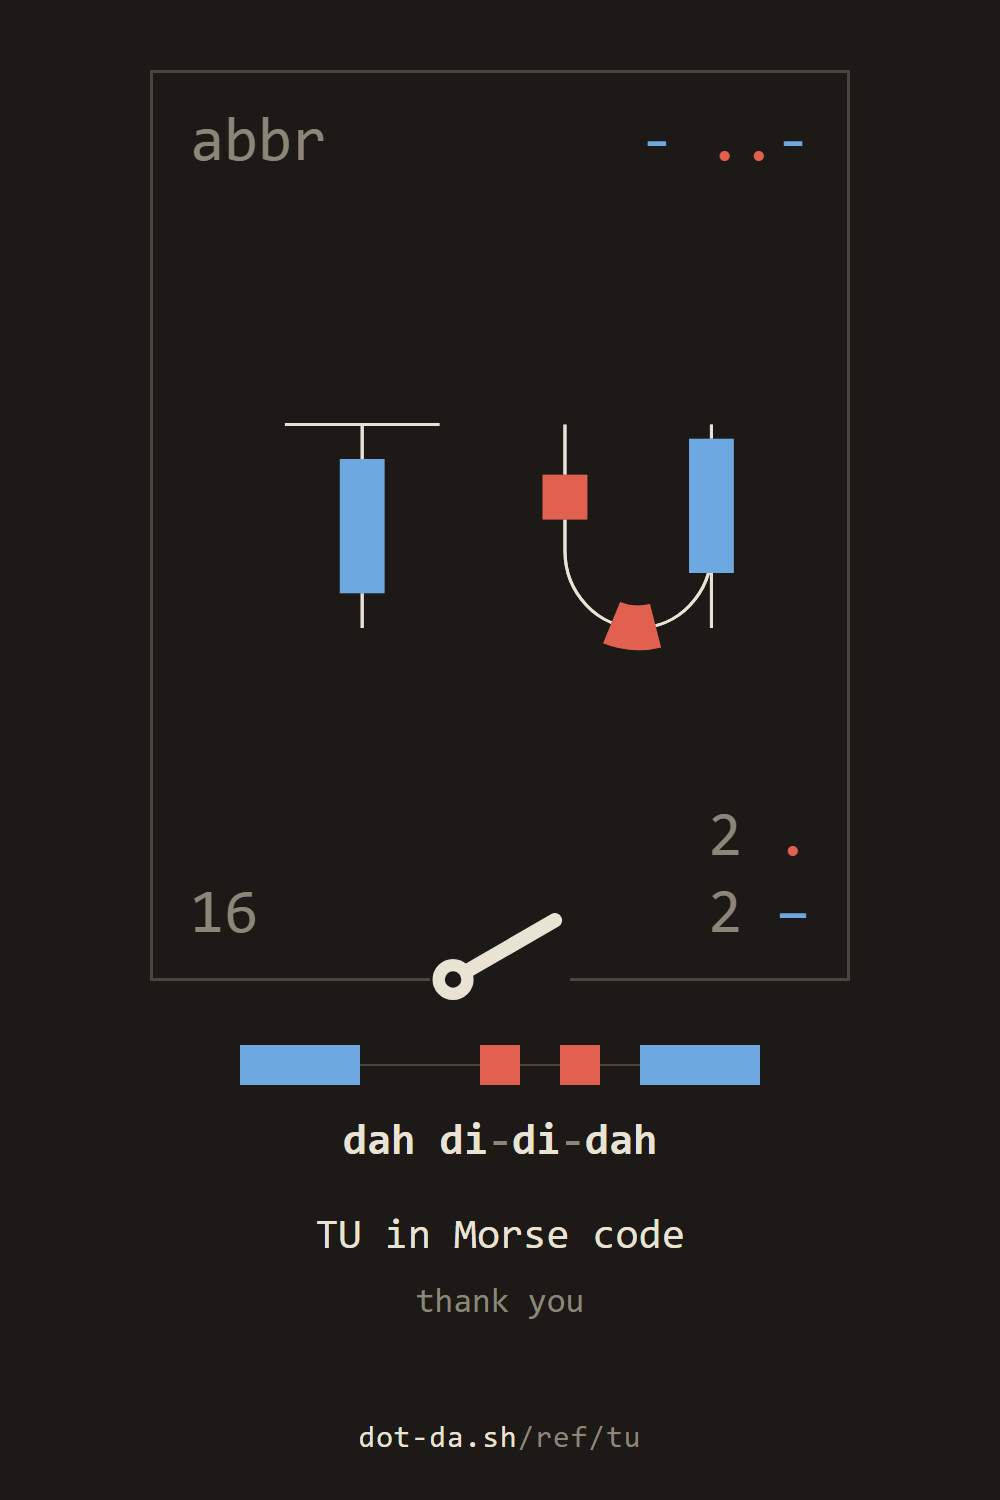 abbr - ..-
TU
2 .
16 2 -
dah di-di-dah
TU in Morse code
thank you
dot-da.sh/ref/tu